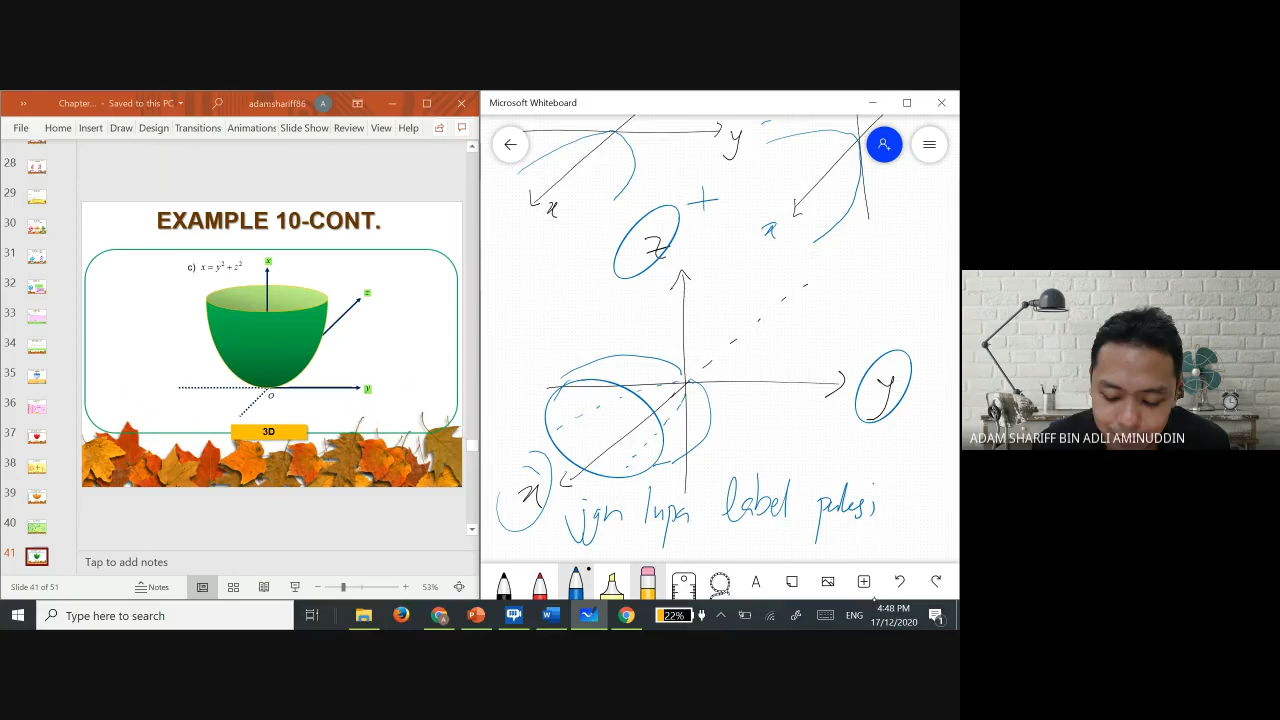 Chapter... - Saved to this PC
adamshariff86
A
File Home Insert Draw Design Transitions Animations Slide Show Review View Help
28
29
30
31
32
33
34
35
36
37
38
39
40
41
EXAMPLE 10-CONT.
c) x = y² + z²
x
z
y
O
3D
Tap to add notes
Slide 41 of 51
Notes
53%
Microsoft Whiteboard
y
x
x
z +
y
x
jgn lupa label paksi
A
ADAM SHARIFF BIN ADLI AMINUDDIN
Type here to search
22%
ENG
4:48 PM
17/12/2020
1